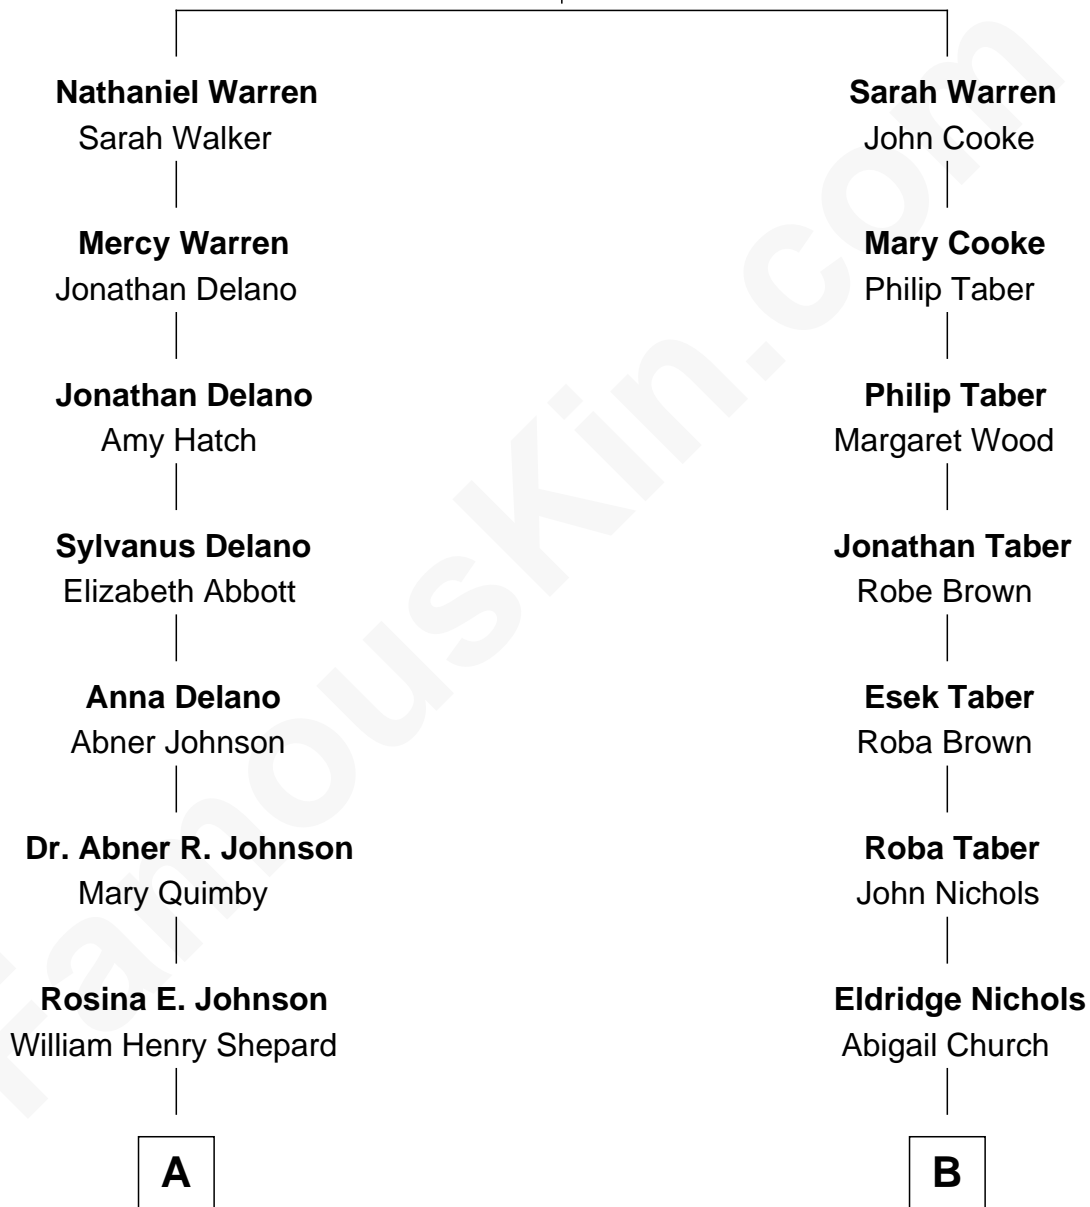 Nathaniel Warren
Sarah Walker
Sarah Warren
John Cooke
Mercy Warren
Jonathan Delano
Mary Cooke
Philip Taber
Jonathan Delano
Amy Hatch
Philip Taber
Margaret Wood
Sylvanus Delano
Elizabeth Abbott
Jonathan Taber
Robe Brown
Anna Delano
Abner Johnson
Esek Taber
Roba Brown
Dr. Abner R. Johnson
Mary Quimby
Roba Taber
John Nichols
Rosina E. Johnson
William Henry Shepard
Eldridge Nichols
Abigail Church
A
B
FamousKin.com